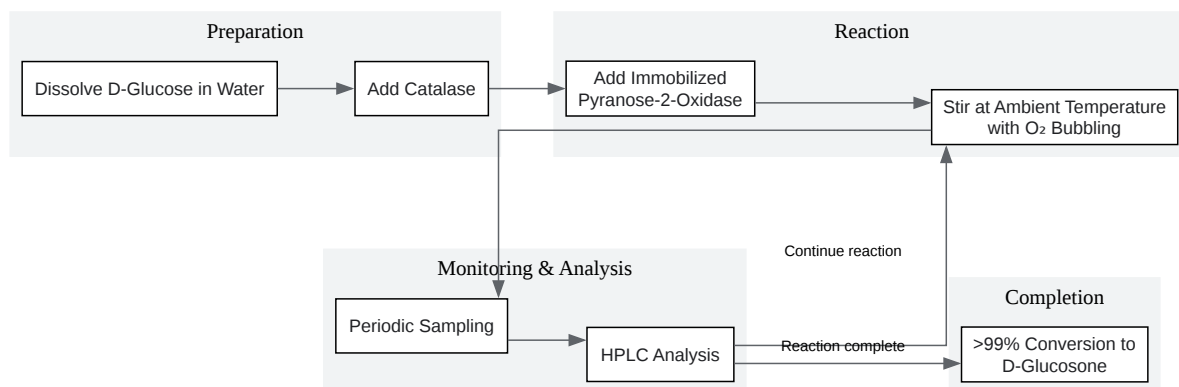 Preparation
Dissolve D-Glucose in Water
Add Catalase
Reaction
Add Immobilized
Pyranose-2-Oxidase
Stir at Ambient Temperature
with O₂ Bubbling
Monitoring & Analysis
Periodic Sampling
HPLC Analysis
Continue reaction
Reaction complete
Completion
>99% Conversion to
D-Glucosone